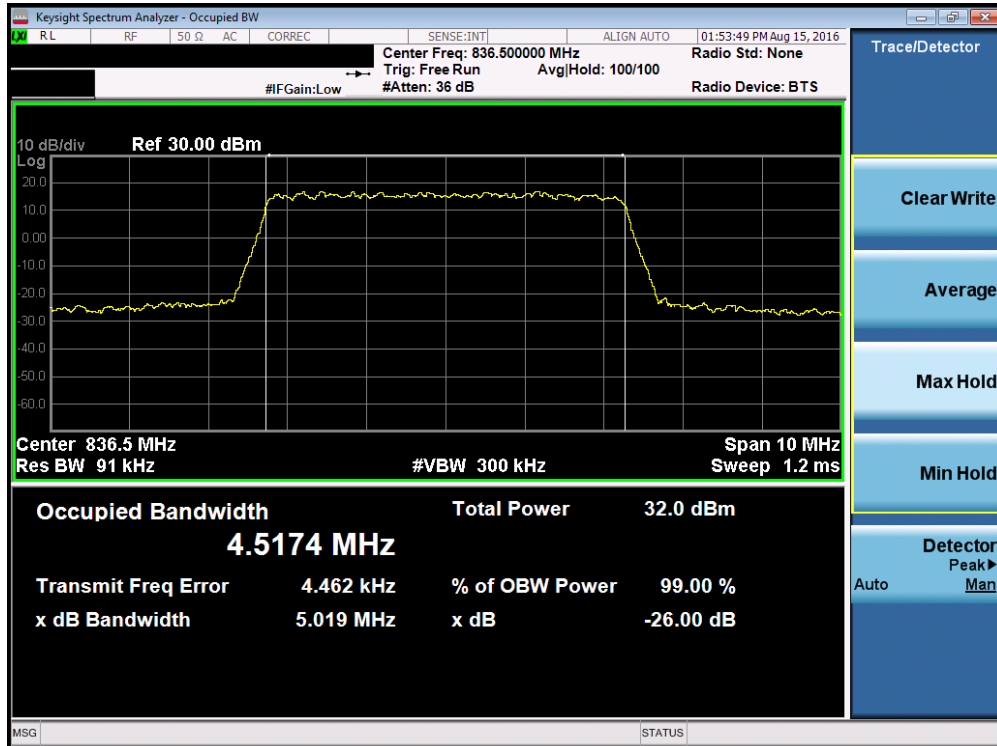 Keysight Spectrum Analyzer - Occupied BW
LXI RL RF 50 Ω AC CORREC SENSE:INT ALIGN AUTO 01:53:49 PM Aug 15, 2016
Center Freq: 836.500000 MHz Radio Std: None
Trig: Free Run Avg|Hold: 100/100
#IFGain:Low #Atten: 36 dB Radio Device: BTS
10 dB/div Ref 30.00 dBm
Log
20.0
10.0
0.00
-10.0
-20.0
-30.0
-40.0
-50.0
-60.0
Center 836.5 MHz Span 10 MHz
Res BW 91 kHz #VBW 300 kHz Sweep 1.2 ms
Occupied Bandwidth Total Power 32.0 dBm
4.5174 MHz
Transmit Freq Error 4.462 kHz % of OBW Power 99.00 %
x dB Bandwidth 5.019 MHz x dB -26.00 dB
MSG STATUS
Trace/Detector
Clear Write
Average
Max Hold
Min Hold
Detector
Peak▶
Auto Man